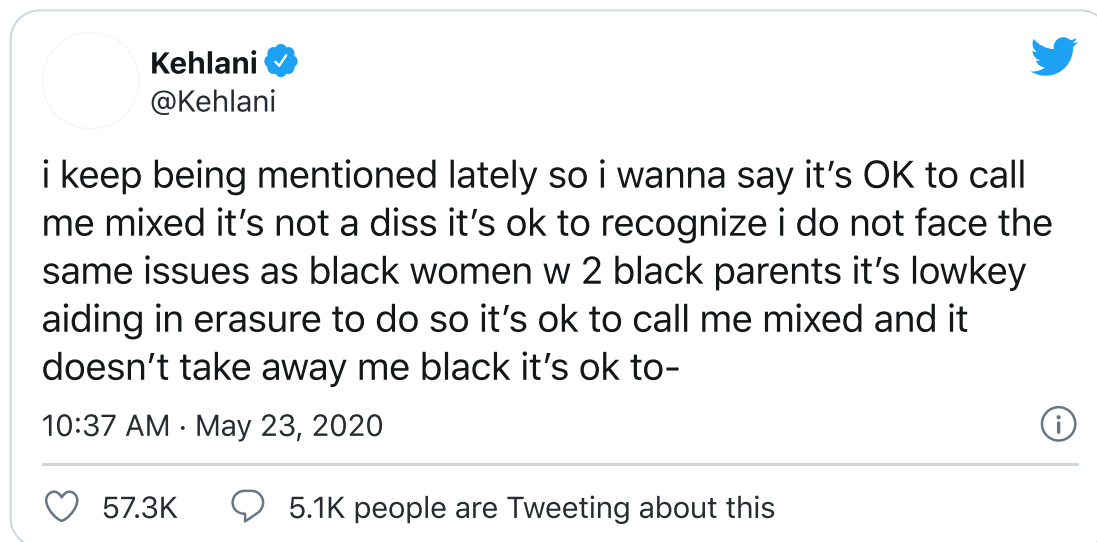 Kehlani
@Kehlani
i keep being mentioned lately so i wanna say it’s OK to call
me mixed it’s not a diss it’s ok to recognize i do not face the
same issues as black women w 2 black parents it’s lowkey
aiding in erasure to do so it’s ok to call me mixed and it
doesn’t take away me black it’s ok to-
10:37 AM · May 23, 2020
57.3K 5.1K people are Tweeting about this